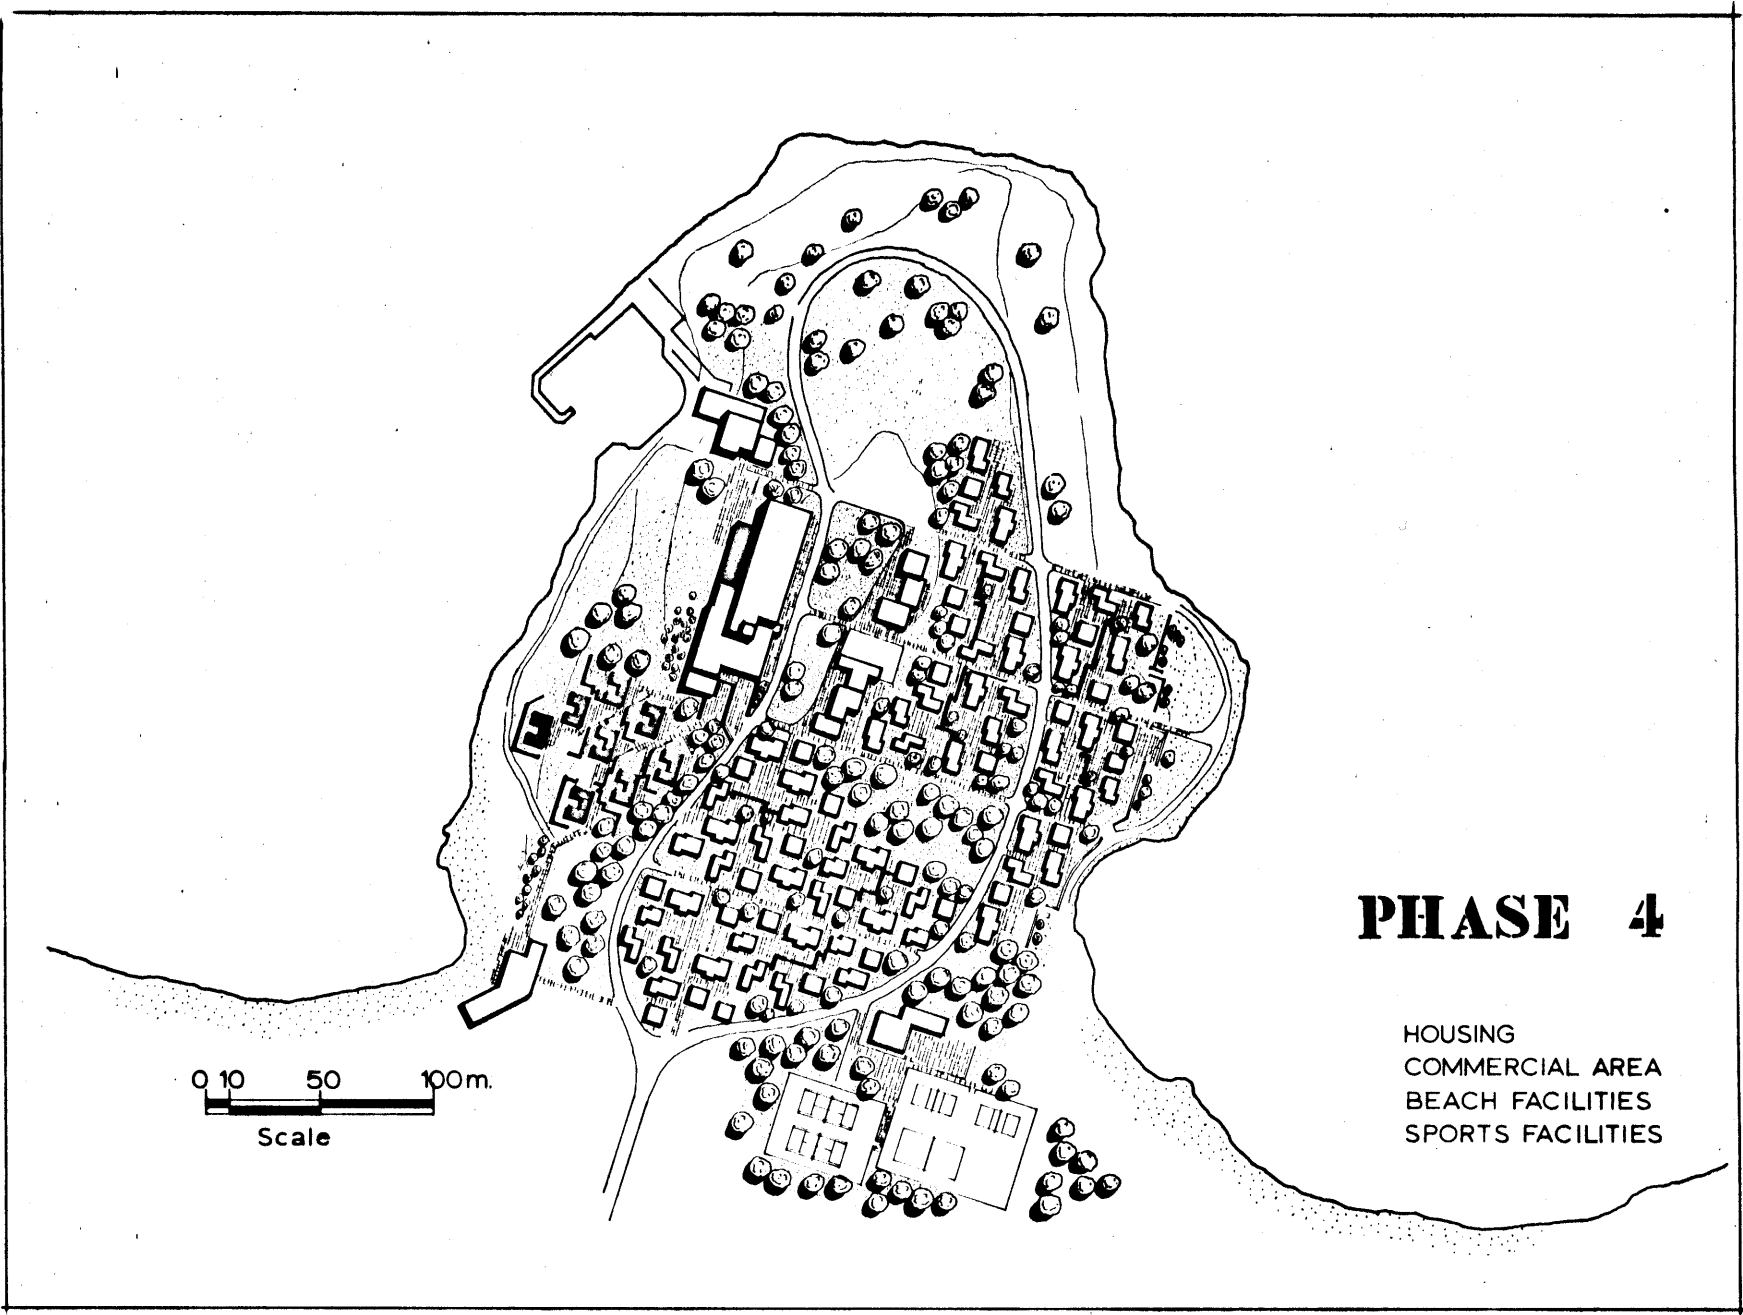 PHASE 4
HOUSING
COMMERCIAL AREA
BEACH FACILITIES
SPORTS FACILITIES
0 10 50 100m.
Scale